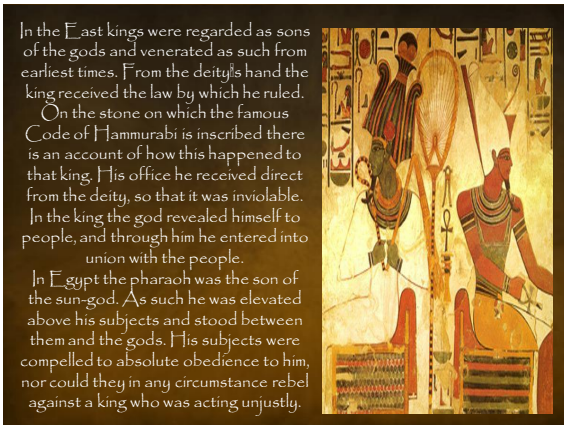 In the East kings were regarded as sons
of the gods and venerated as such from
earliest times. From the deity▯s hand the
king received the law by which he ruled.
On the stone on which the famous
Code of Hammurabi is inscribed there
is an account of how this happened to
that king. His office he received direct
from the deity, so that it was inviolable.
In the king the god revealed himself to
people, and through him he entered into
union with the people.
In Egypt the pharaoh was the son of
the sun-god. As such he was elevated
above his subjects and stood between
them and the gods. His subjects were
compelled to absolute obedience to him,
nor could they in any circumstance rebel
against a king who was acting unjustly.